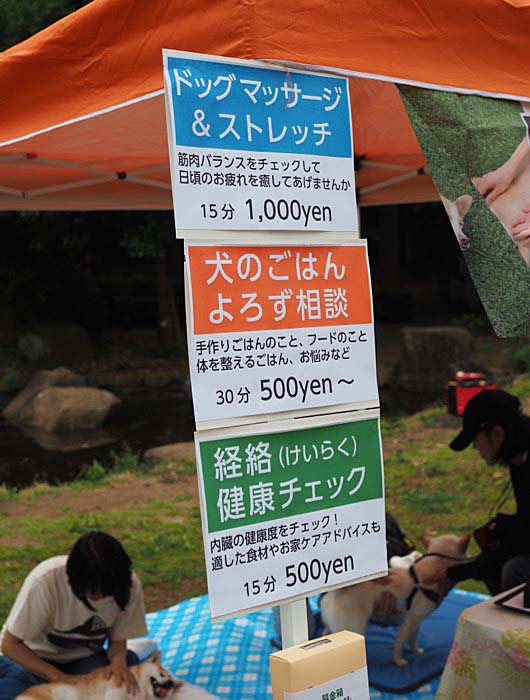 ドッグマッサージ
&ストレッチ
筋肉バランスをチェックして
日頃のお疲れを癒してあげませんか
15分 1,000yen
犬のごはん
よろず相談
手作りごはんのこと、フードのこと
体を整えるごはん、お悩みなど
30分 500yen～
経絡(けいらく)
健康チェック
内臓の健康度をチェック！
適した食材やお家ケアアドバイスも
15分 500yen
募金箱